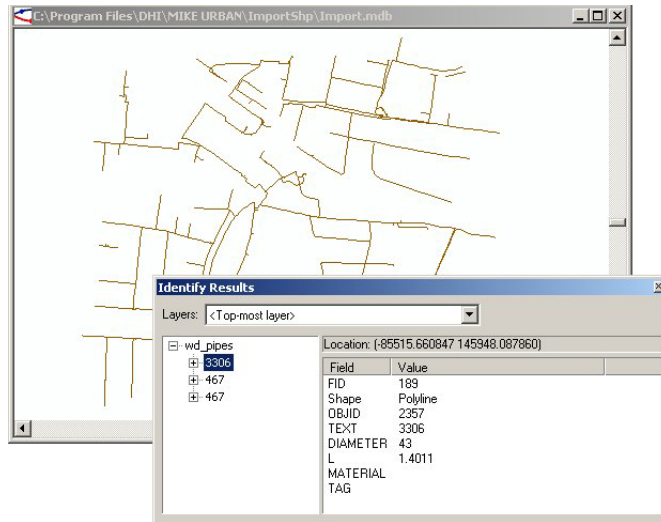 C:\Program Files\DHI\MIKE URBAN\ImportShp\Import.mdb
Identify Results
Layers: <Top-most layer>
wd_pipes
3306
467
467
Location: (-85515.660847 145948.087860)
Field Value
FID 189
Shape Polyline
OBJID 2357
TEXT 3306
DIAMETER 43
L 1.4011
MATERIAL
TAG